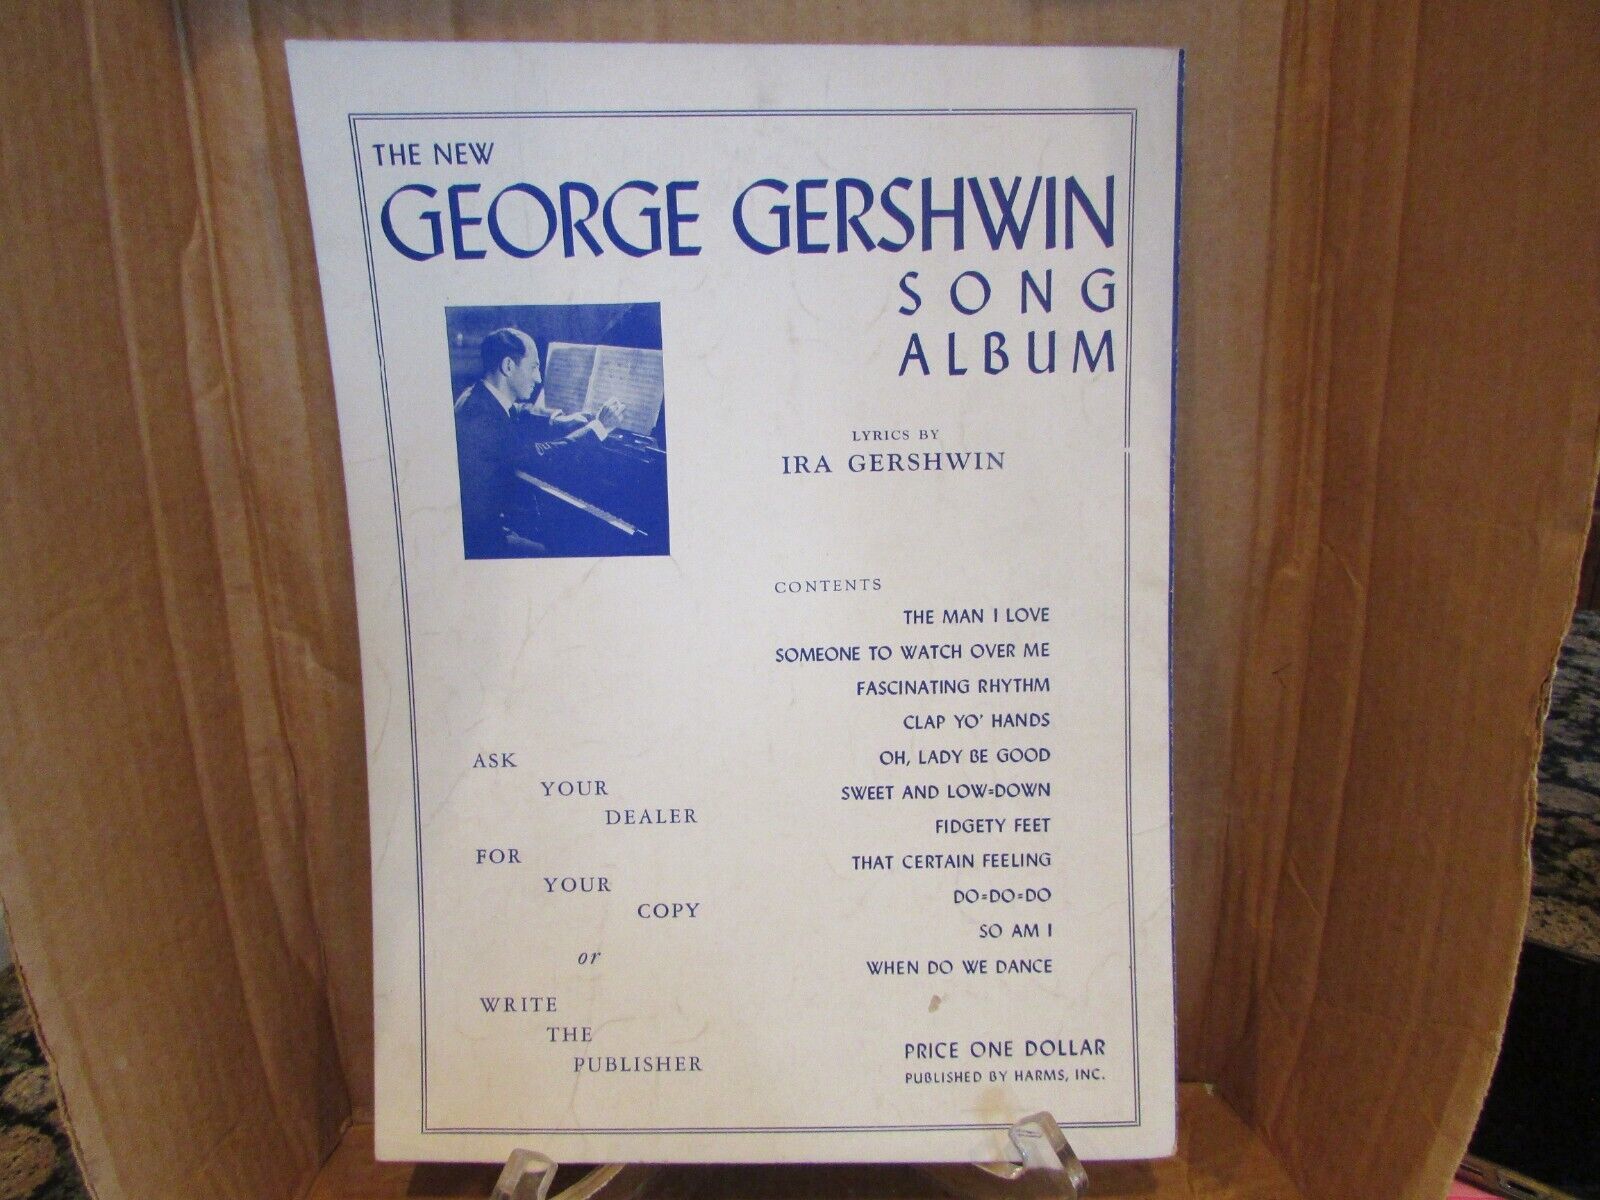 THE NEW
GEORGE GERSHWIN
SONG
ALBUM
LYRICS BY
IRA GERSHWIN
CONTENTS
THE MAN I LOVE
SOMEONE TO WATCH OVER ME
FASCINATING RHYTHM
CLAP YO' HANDS
OH, LADY BE GOOD
SWEET AND LOW=DOWN
FIDGETY FEET
THAT CERTAIN FEELING
DO=DO=DO
SO AM I
WHEN DO WE DANCE
ASK
YOUR
DEALER
FOR
YOUR
COPY
or
WRITE
THE
PUBLISHER
PRICE ONE DOLLAR
PUBLISHED BY HARMS, INC.